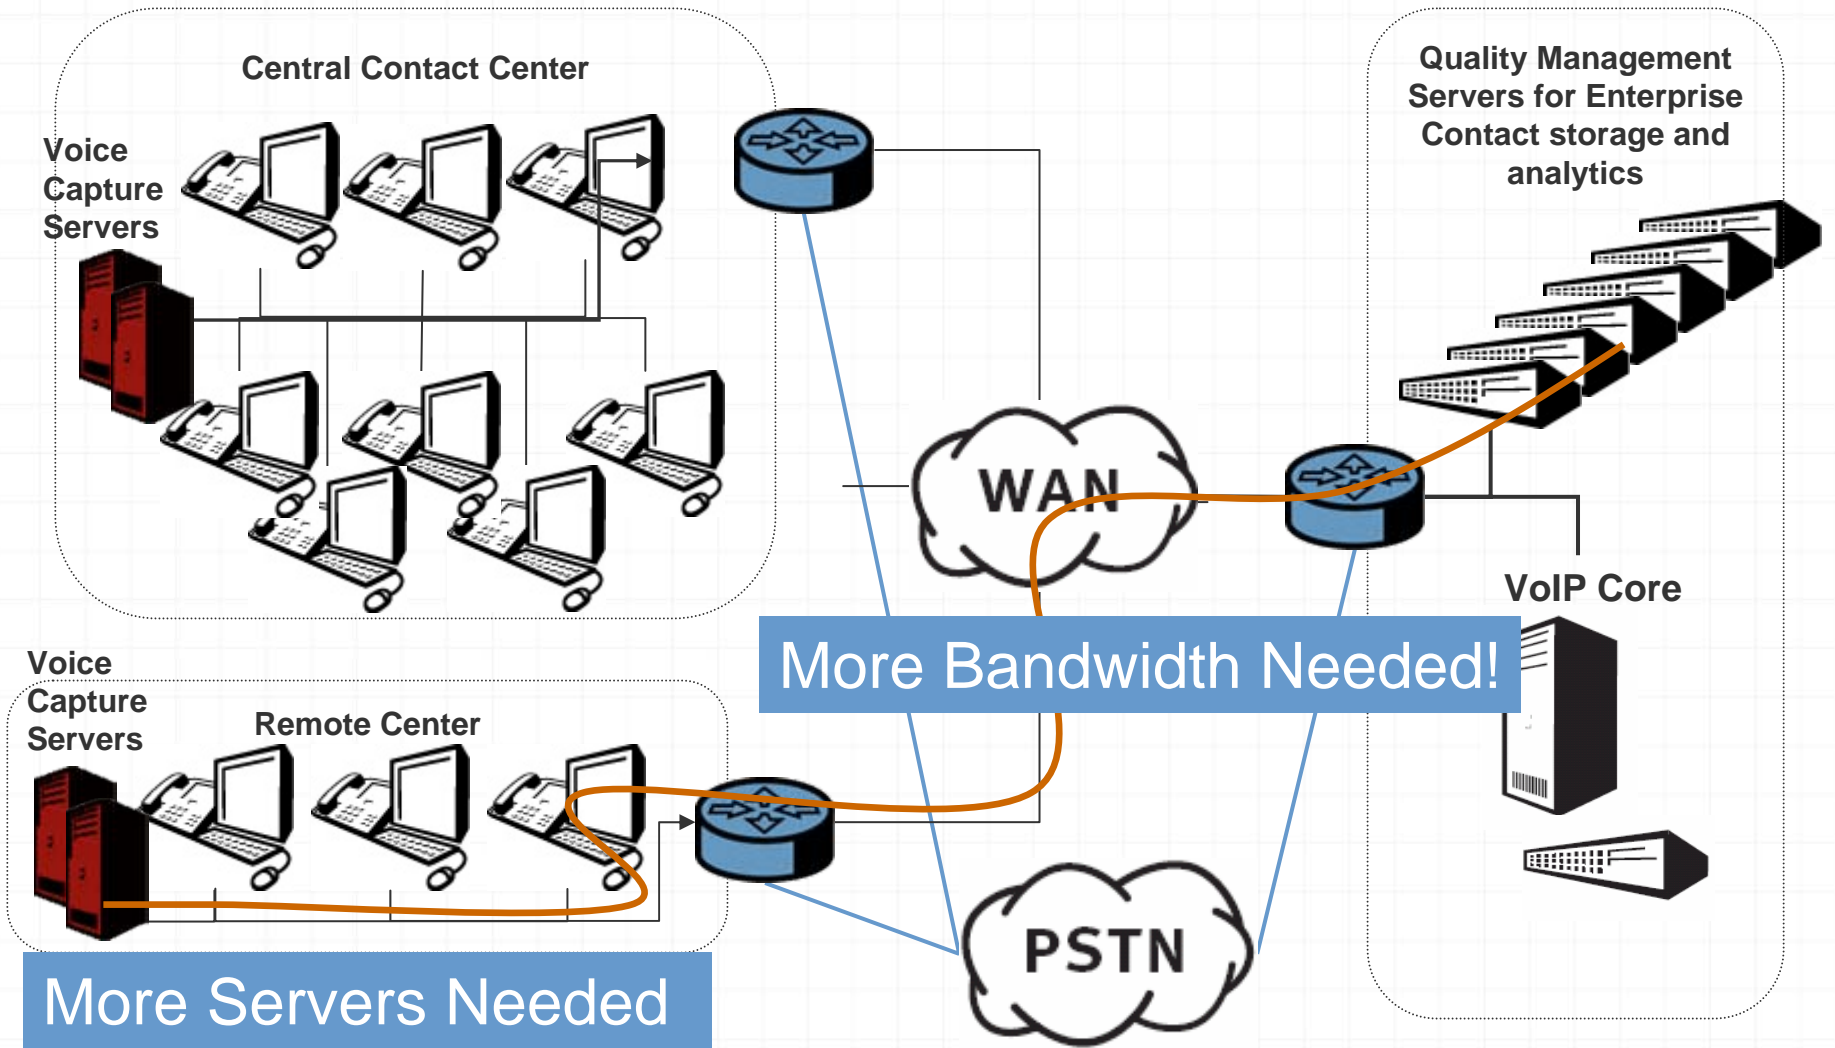 Central Contact Center
Voice
Capture
Servers
Quality Management
Servers for Enterprise
Contact storage and
analytics
WAN
VoIP Core
More Bandwidth Needed!
Voice
Capture
Servers
Remote Center
PSTN
More Servers Needed